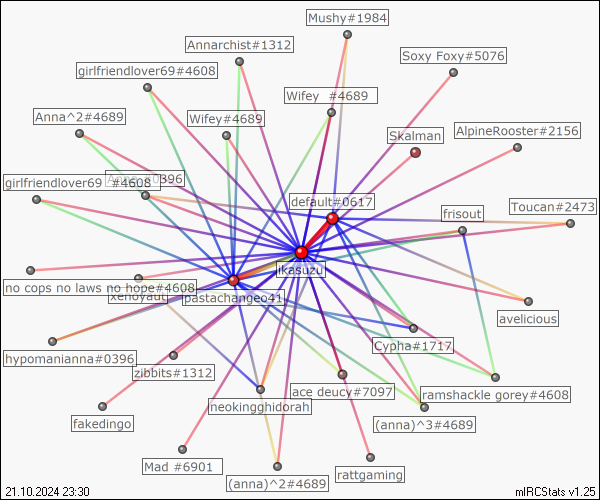 Mushy#1984
Annarchist#1312
Soxy Foxy#5076
girlfriendlover69#4608
Wifey #4689
Anna^2#4689
Wifey#4689
Skalman
AlpineRooster#2156
girlfriendlover69 #4608
0396
default#0617
Toucan#2473
frisout
ikasuzu
no cops no laws no hope#4608
xenoyaut
pastachangeo41
avelicious
Cypha#1717
hypomanianna#0396
zibbits#1312
ace deucy#7097
ramshackle gorey#4608
neokingghidorah
fakedingo
(anna)^3#4689
Mad #6901
rattgaming
(anna)^2#4689
21.10.2024 23:30
mIRCStats v1.25